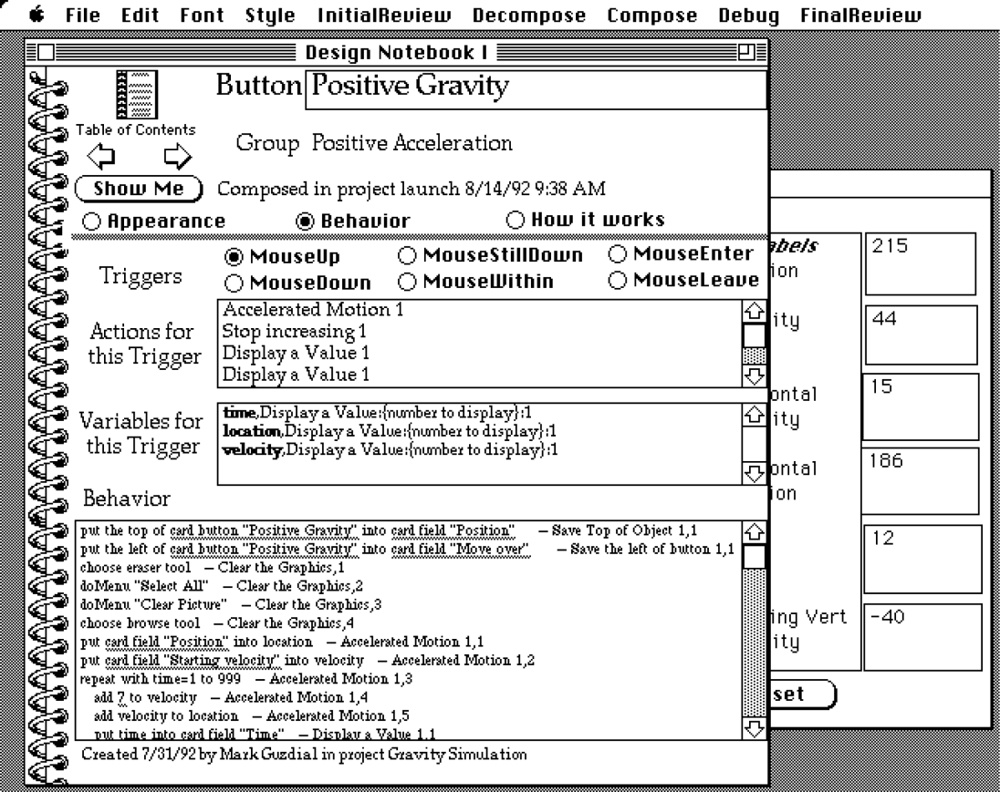 File Edit Font Style InitialReview Decompose Compose Debug FinalReview
Design Notebook I
Button Positive Gravity
Table of Contents
Group Positive Acceleration
Show Me
Composed in project launch 8/14/92 9:38 AM
Appearance Behavior How it works
Triggers
MouseUp MouseStillDown MouseEnter
MouseDown MouseWithin MouseLeave
Actions for this Trigger
Accelerated Motion 1
Stop increasing 1
Display a Value 1
Display a Value 1
Variables for this Trigger
time,Display a Value:{number to display}:1
location,Display a Value:{number to display}:1
velocity,Display a Value:{number to display}:1
Behavior
put the top of card button "Positive Gravity" into card field "Position" -- Save Top of Object 1,1
put the left of card button "Positive Gravity" into card field "Move over" -- Save the left of button 1,1
choose eraser tool -- Clear the Graphics,1
doMenu "Select All" -- Clear the Graphics,2
doMenu "Clear Picture" -- Clear the Graphics,3
choose browse tool -- Clear the Graphics,4
put card field "Position" into location -- Accelerated Motion 1,1
put card field "Starting velocity" into velocity -- Accelerated Motion 1,2
repeat with time=1 to 999 -- Accelerated Motion 1,3
add 7 to velocity -- Accelerated Motion 1,4
add velocity to location -- Accelerated Motion 1,5
put time into card field "Time" -- Display a Value 1,1
Created 7/31/92 by Mark Guzdial in project Gravity Simulation
abels
ion
215
ity
44
ontal
ity
15
ontal
ion
186
12
ing Vert
ity
-40
set